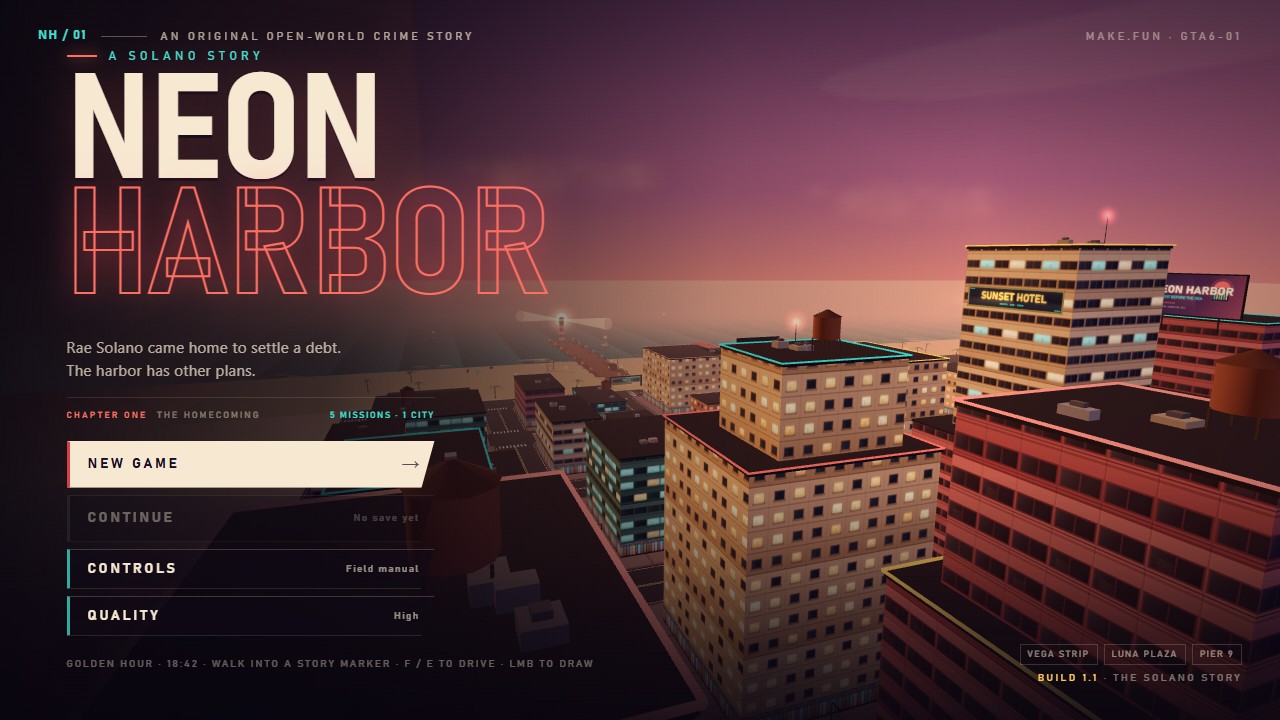 NH / 01 AN ORIGINAL OPEN-WORLD CRIME STORY
MAKE.FUN · GTA6-01
A SOLANO STORY
NEON
HARBOR
SUNSET HOTEL
EON HARBOR
Rae Solano came home to settle a debt.
The harbor has other plans.
CHAPTER ONE THE HOMECOMING 5 MISSIONS · 1 CITY
NEW GAME →
CONTINUE No save yet
CONTROLS Field manual
QUALITY High
GOLDEN HOUR · 18:42 · WALK INTO A STORY MARKER · F / E TO DRIVE · LMB TO DRAW
VEGA STRIP LUNA PLAZA PIER 9
BUILD 1.1 · THE SOLANO STORY